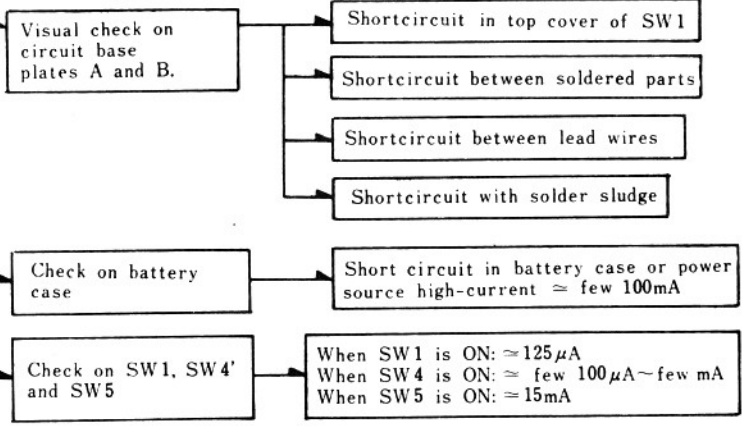 Visual check on
circuit base
plates A and B.
Shortcircuit in top cover of SW1
Shortcircuit between soldered parts
Shortcircuit between lead wires
Shortcircuit with solder sludge
Check on battery
case
Short circuit in battery case or power
source high-current ≃ few 100mA
Check on SW1, SW4'
and SW5
When SW1 is ON: ≃125μA
When SW4 is ON: ≃ few 100μA~few mA
When SW5 is ON: ≃15mA